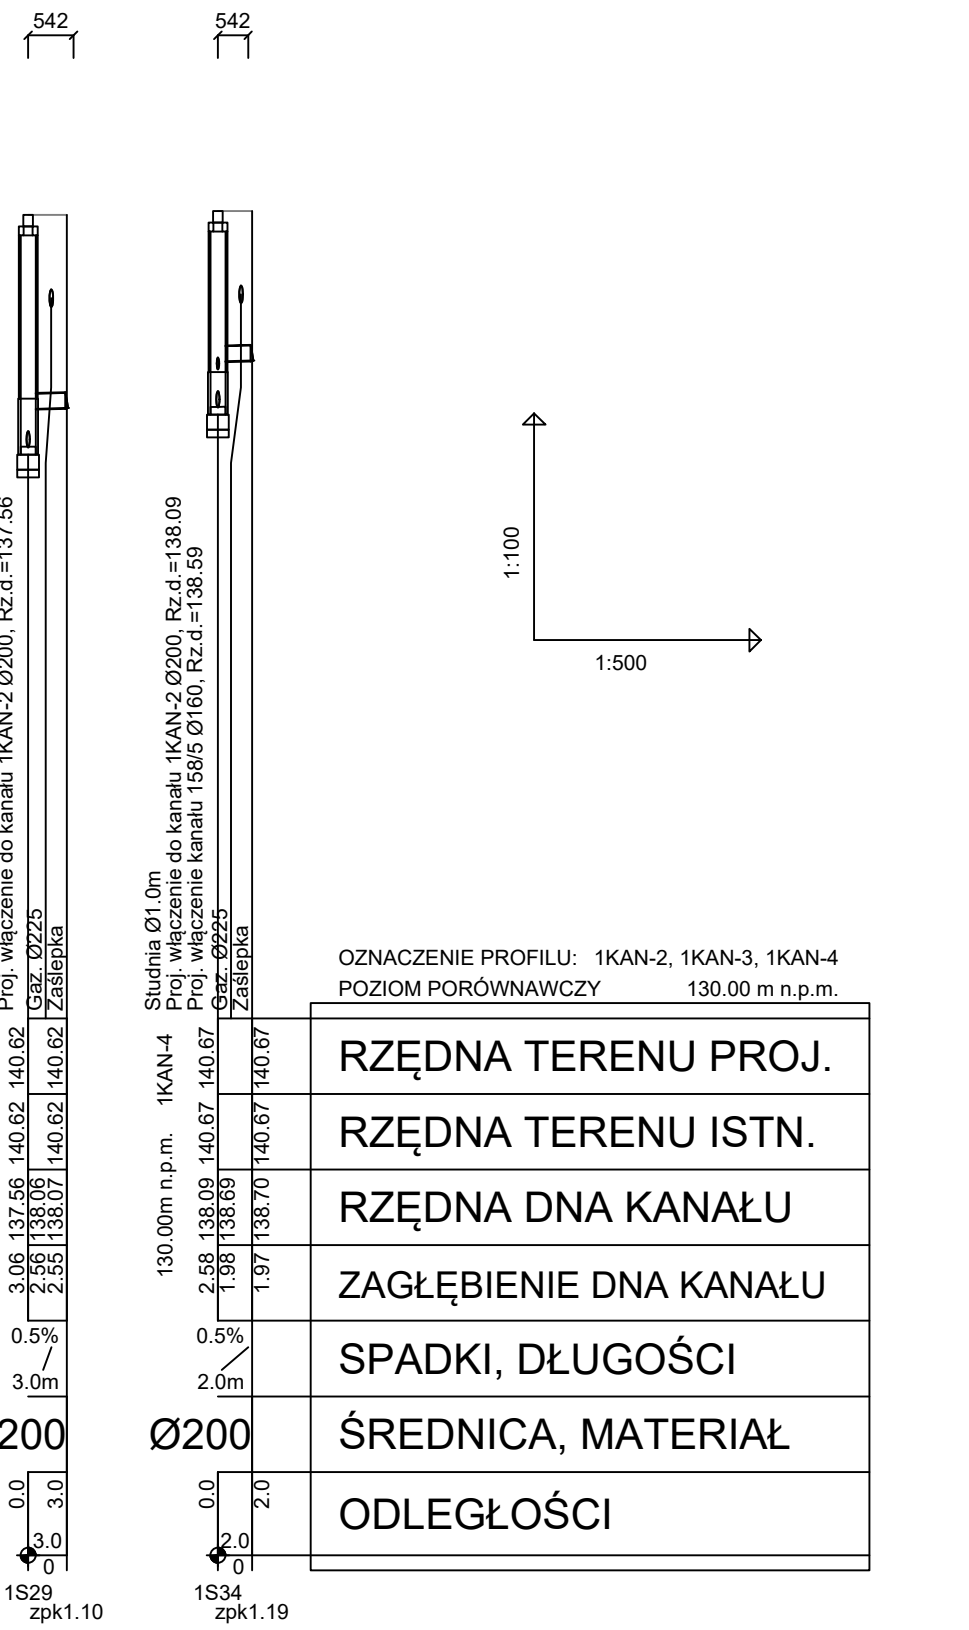 542
542
1:100
1:500
Proj. włączenie do kanału 1KAN-2 Ø200, Rz.d.=137.56
Gaz. Ø225
Zaślepka
Studnia Ø1.0m
Proj. włączenie do kanału 1KAN-2 Ø200, Rz.d.=138.09
Proj. włączenie kanału 158/5 Ø160, Rz.d.=138.59
Gaz. Ø225
Zaślepka
OZNACZENIE PROFILU: 1KAN-2, 1KAN-3, 1KAN-4
POZIOM PORÓWNAWCZY 130.00 m n.p.m.
130.00m n.p.m. 1KAN-4
140.62 140.62 140.67 140.67 RZĘDNA TERENU PROJ.
140.62 140.62 140.67 140.67 RZĘDNA TERENU ISTN.
137.56 138.06 138.07 138.09 138.69 138.70 RZĘDNA DNA KANAŁU
3.06 2.56 2.55 2.58 1.98 1.97 ZAGŁĘBIENIE DNA KANAŁU
0.5% 0.5%
3.0m 2.0m
SPADKI, DŁUGOŚCI
200 Ø200 ŚREDNICA, MATERIAŁ
0.0 3.0 0.0 2.0 ODLEGŁOŚCI
3.0 2.0
0 0
1S29 1S34
zpk1.10 zpk1.19